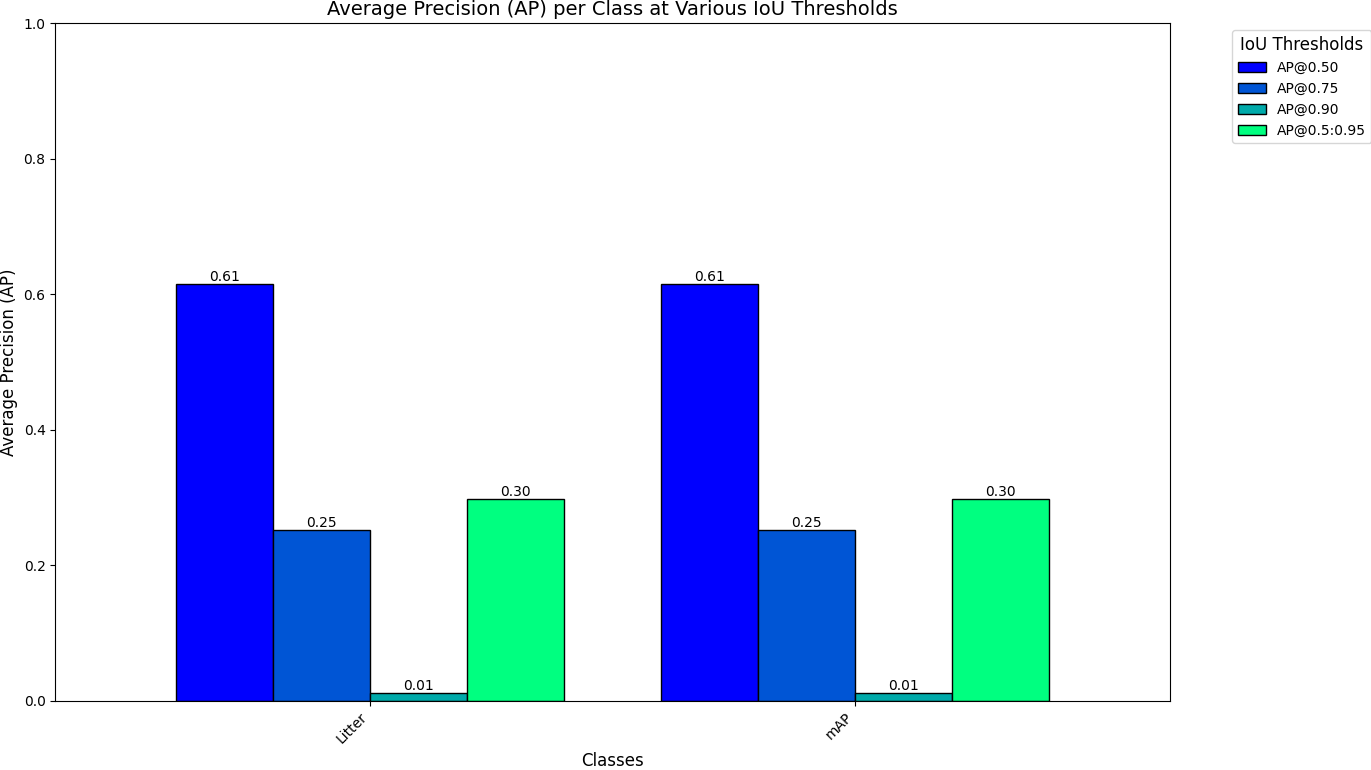 Average Precision (AP) per Class at Various IoU Thresholds
IoU Thresholds
AP@0.50
AP@0.75
AP@0.90
AP@0.5:0.95
Average Precision (AP)
1.0
0.8
0.6
0.4
0.2
0.0
0.61
0.25
0.01
0.30
0.61
0.25
0.01
0.30
Litter
mAP
Classes